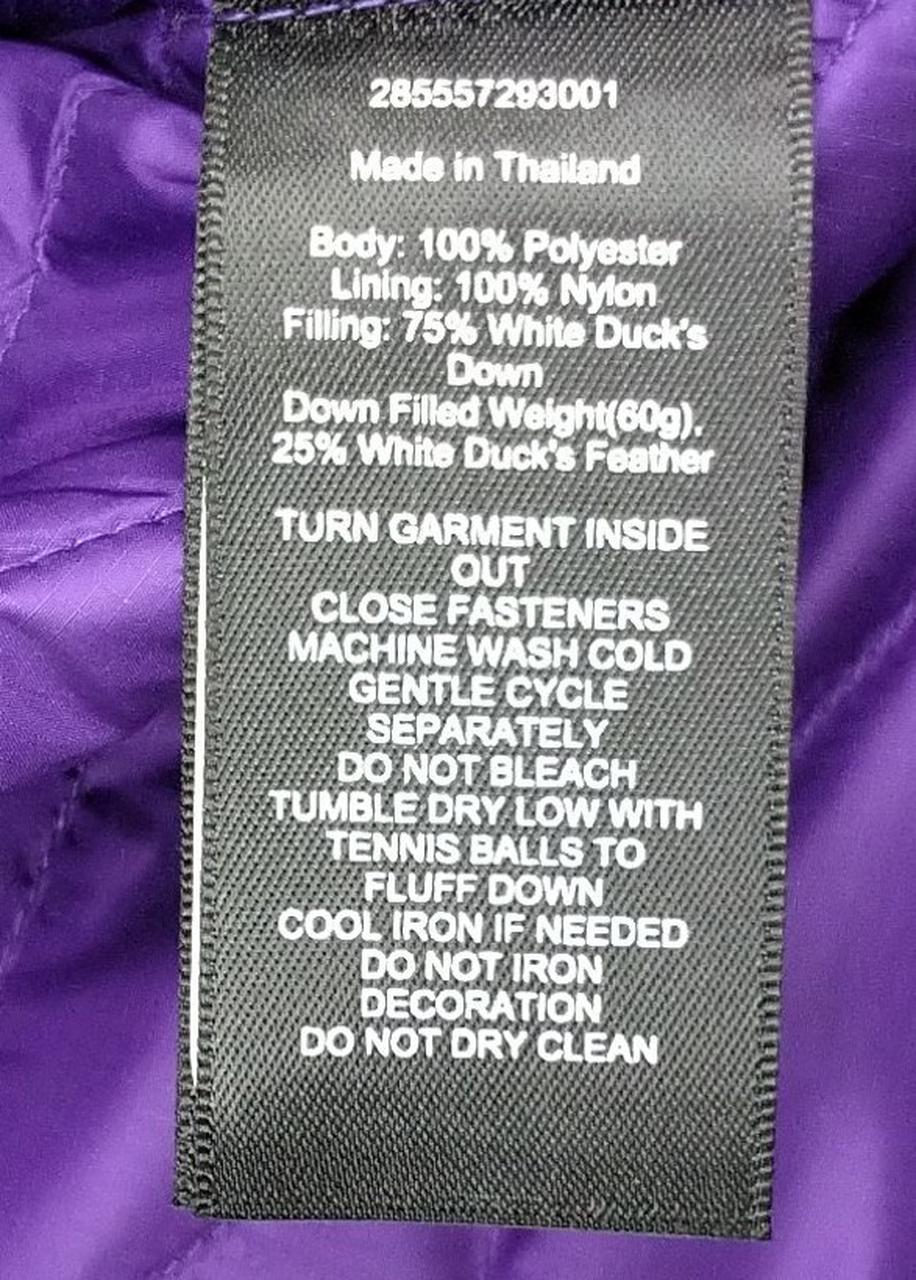 285557293001
Made in Thailand
Body: 100% Polyester
Lining: 100% Nylon
Filling: 75% White Duck's
Down
Down Filled Weight(60g).
25% White Duck's Feather
TURN GARMENT INSIDE
OUT
CLOSE FASTENERS
MACHINE WASH COLD
GENTLE CYCLE
SEPARATELY
DO NOT BLEACH
TUMBLE DRY LOW WITH
TENNIS BALLS TO
FLUFF DOWN
COOL IRON IF NEEDED
DO NOT IRON
DECORATION
DO NOT DRY CLEAN